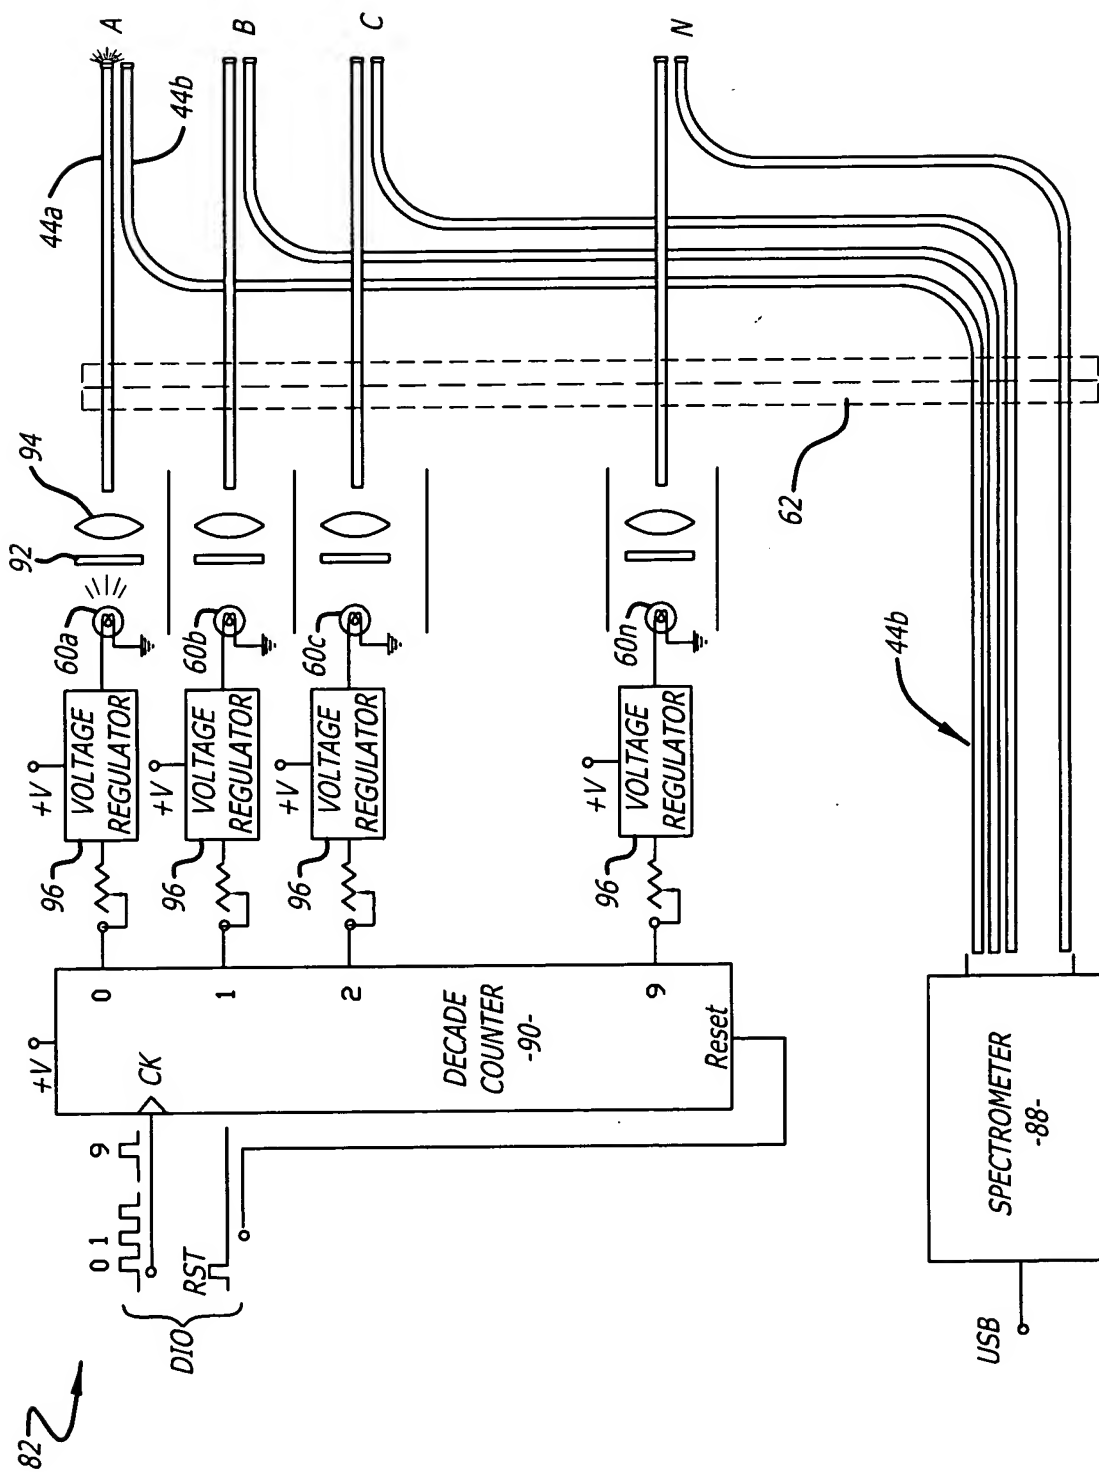 82
DIO
0 1 9
RST
+V
CK
0
1
2
9
DECADE
COUNTER
-90-
Reset
96
+V
VOLTAGE
REGULATOR
60a
92
94
44a
44b
A
96
+V
VOLTAGE
REGULATOR
60b
B
96
+V
VOLTAGE
REGULATOR
60c
C
96
+V
VOLTAGE
REGULATOR
60n
N
62
44b
USB
SPECTROMETER
-88-